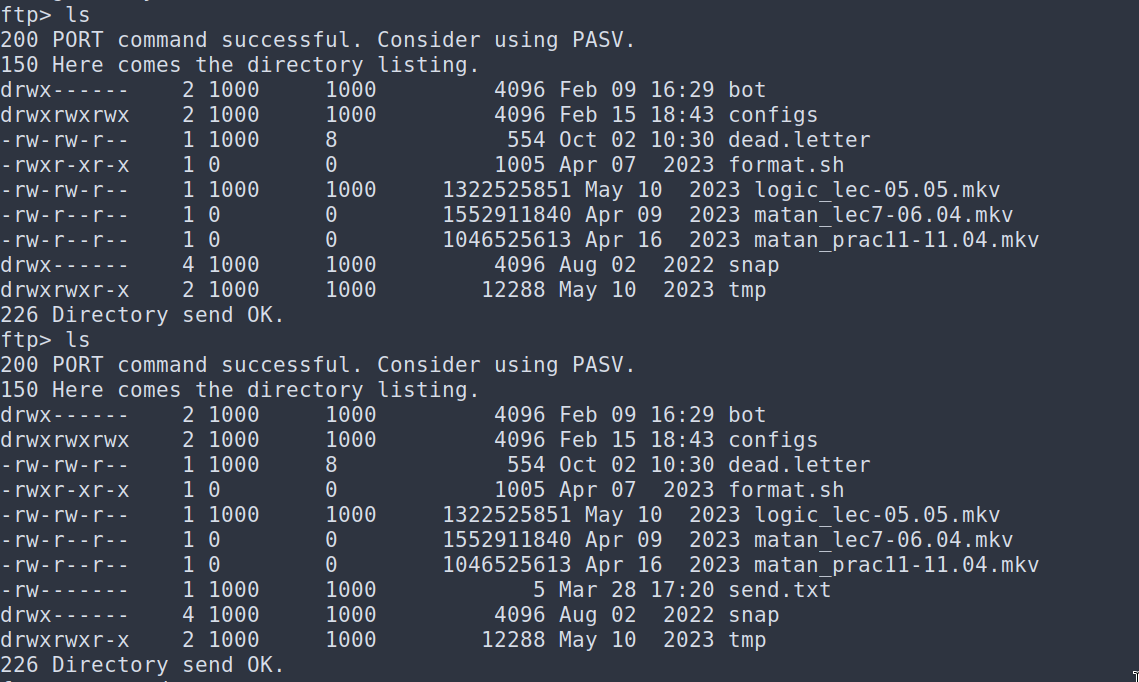 ftp> ls
200 PORT command successful. Consider using PASV.
150 Here comes the directory listing.
drwx------    2 1000     1000         4096 Feb 09 16:29 bot
drwxrwxrwx    2 1000     1000         4096 Feb 15 18:43 configs
-rw-rw-r--    1 1000     8             554 Oct 02 10:30 dead.letter
-rwxr-xr-x    1 0        0            1005 Apr 07  2023 format.sh
-rw-rw-r--    1 1000     1000     1322525851 May 10  2023 logic_lec-05.05.mkv
-rw-r--r--    1 0        0        1552911840 Apr 09  2023 matan_lec7-06.04.mkv
-rw-r--r--    1 0        0        1046525613 Apr 16  2023 matan_prac11-11.04.mkv
drwx------    4 1000     1000         4096 Aug 02  2022 snap
drwxrwxr-x    2 1000     1000        12288 May 10  2023 tmp
226 Directory send OK.
ftp> ls
200 PORT command successful. Consider using PASV.
150 Here comes the directory listing.
drwx------    2 1000     1000         4096 Feb 09 16:29 bot
drwxrwxrwx    2 1000     1000         4096 Feb 15 18:43 configs
-rw-rw-r--    1 1000     8             554 Oct 02 10:30 dead.letter
-rwxr-xr-x    1 0        0            1005 Apr 07  2023 format.sh
-rw-rw-r--    1 1000     1000     1322525851 May 10  2023 logic_lec-05.05.mkv
-rw-r--r--    1 0        0        1552911840 Apr 09  2023 matan_lec7-06.04.mkv
-rw-r--r--    1 0        0        1046525613 Apr 16  2023 matan_prac11-11.04.mkv
-rw-------    1 1000     1000            5 Mar 28 17:20 send.txt
drwx------    4 1000     1000         4096 Aug 02  2022 snap
drwxrwxr-x    2 1000     1000        12288 May 10  2023 tmp
226 Directory send OK.